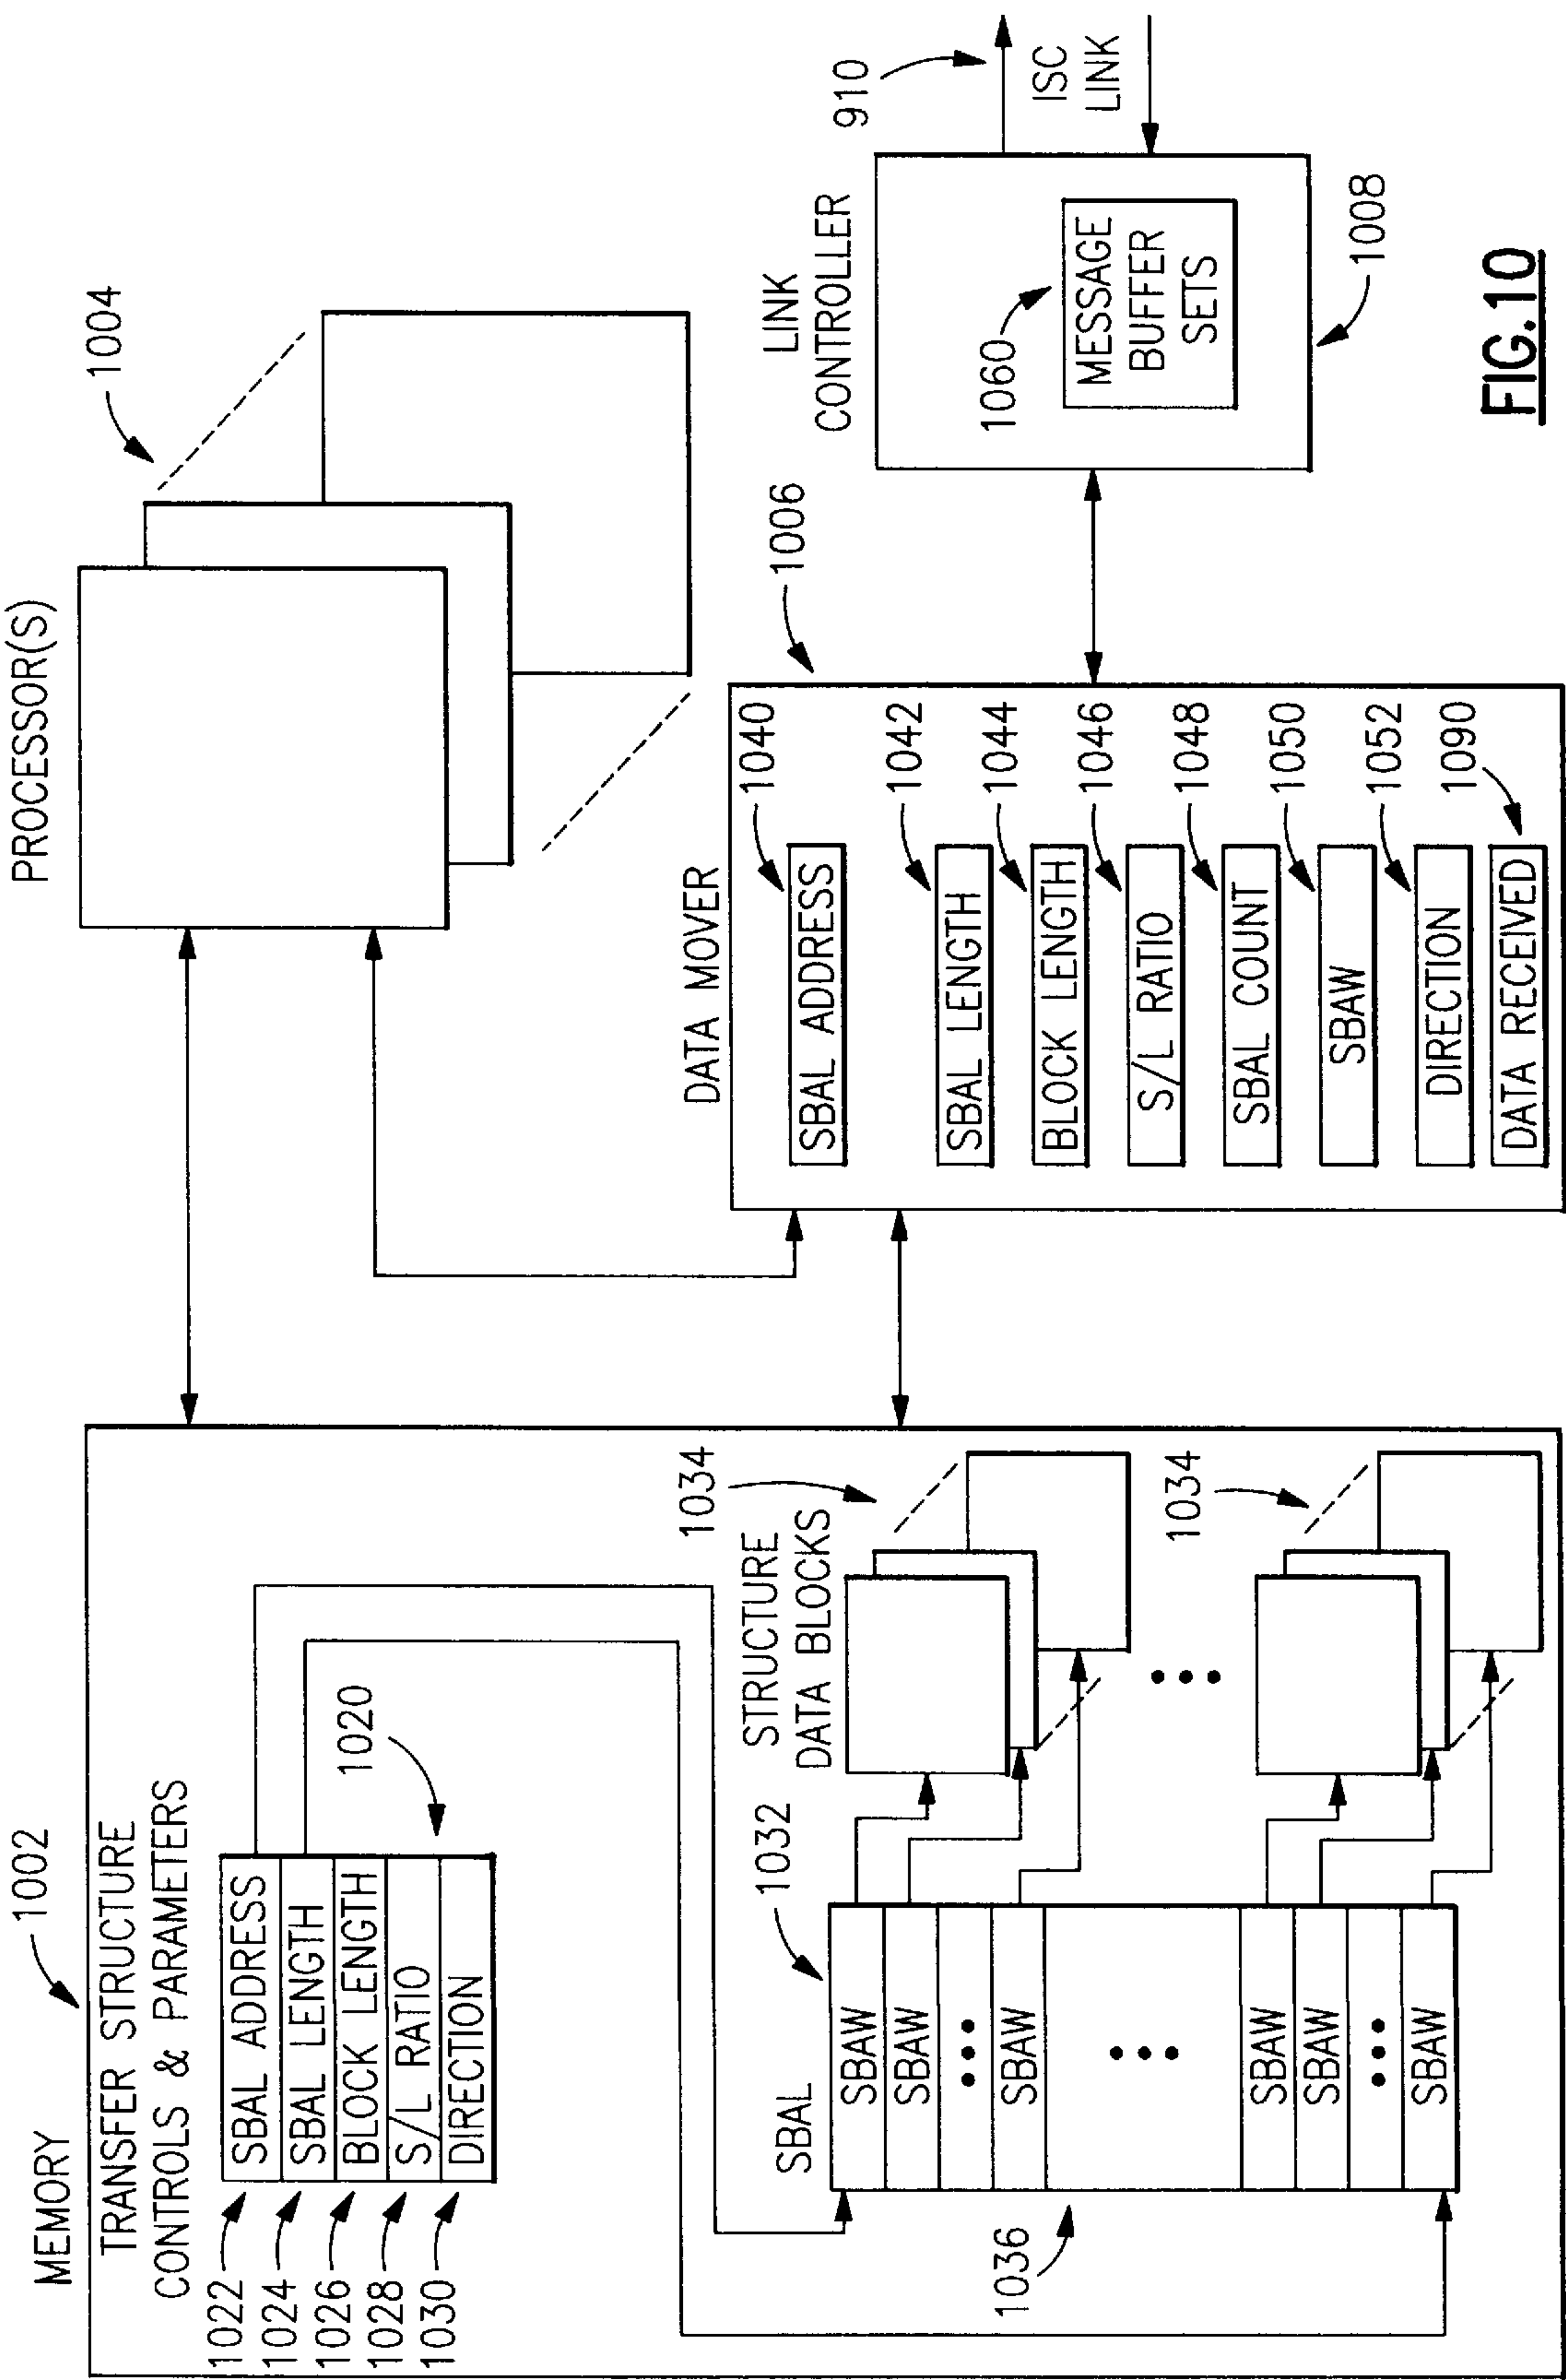 MEMORY
1002
TRANSFER STRUCTURE
CONTROLS & PARAMETERS
1022
SBAL ADDRESS
1024
SBAL LENGTH
1026
BLOCK LENGTH
1028
S/L RATIO
1030
DIRECTION
1020
SBAL
1032
SBAW
SBAW
•••
SBAW
•••
SBAW
SBAW
•••
SBAW
1036
STRUCTURE
DATA BLOCKS
1034
•••
1034
PROCESSOR(S)
1004
DATA MOVER
1006
SBAL ADDRESS
1040
SBAL LENGTH
1042
BLOCK LENGTH
1044
S/L RATIO
1046
SBAL COUNT
1048
SBAW
1050
DIRECTION
1052
DATA RECEIVED
1090
LINK
CONTROLLER
1060
MESSAGE
BUFFER
SETS
1008
910
ISC
LINK
FIG.10